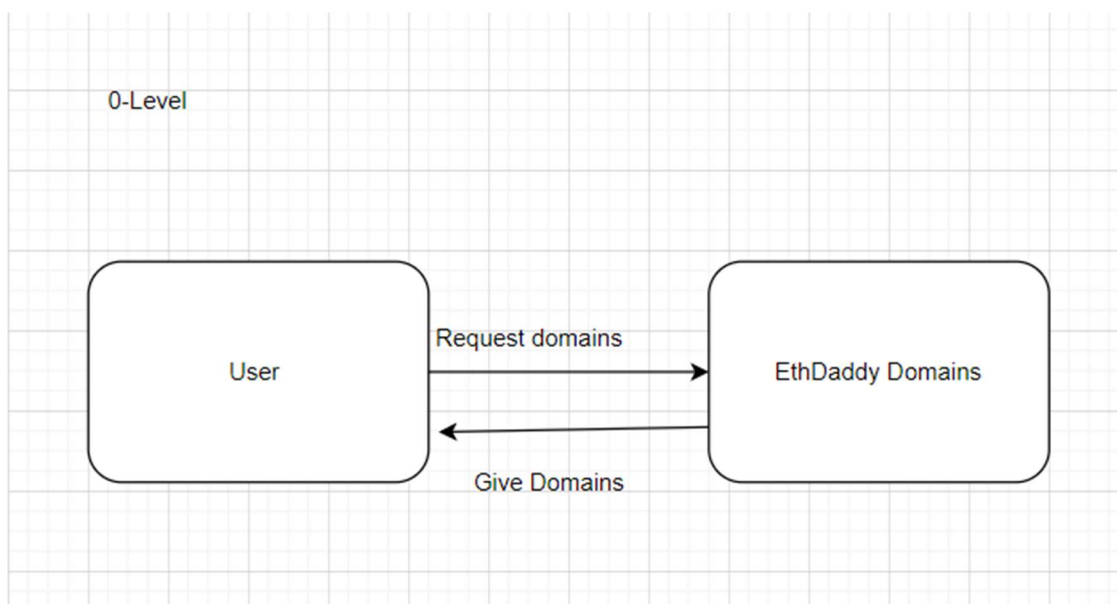 0-Level
Request domains
User
EthDaddy Domains
Give Domains